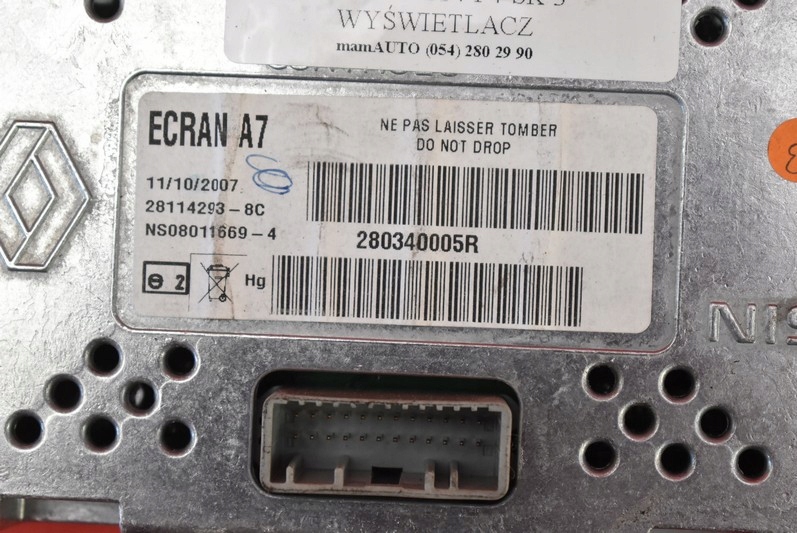 WYŚWIETLACZ
mamAUTO (054) 280 29 90
ECRAN A7
NE PAS LAISSER TOMBER
DO NOT DROP
11/10/2007
28114293-8C
NS08011669-4
280340005R
2
Hg